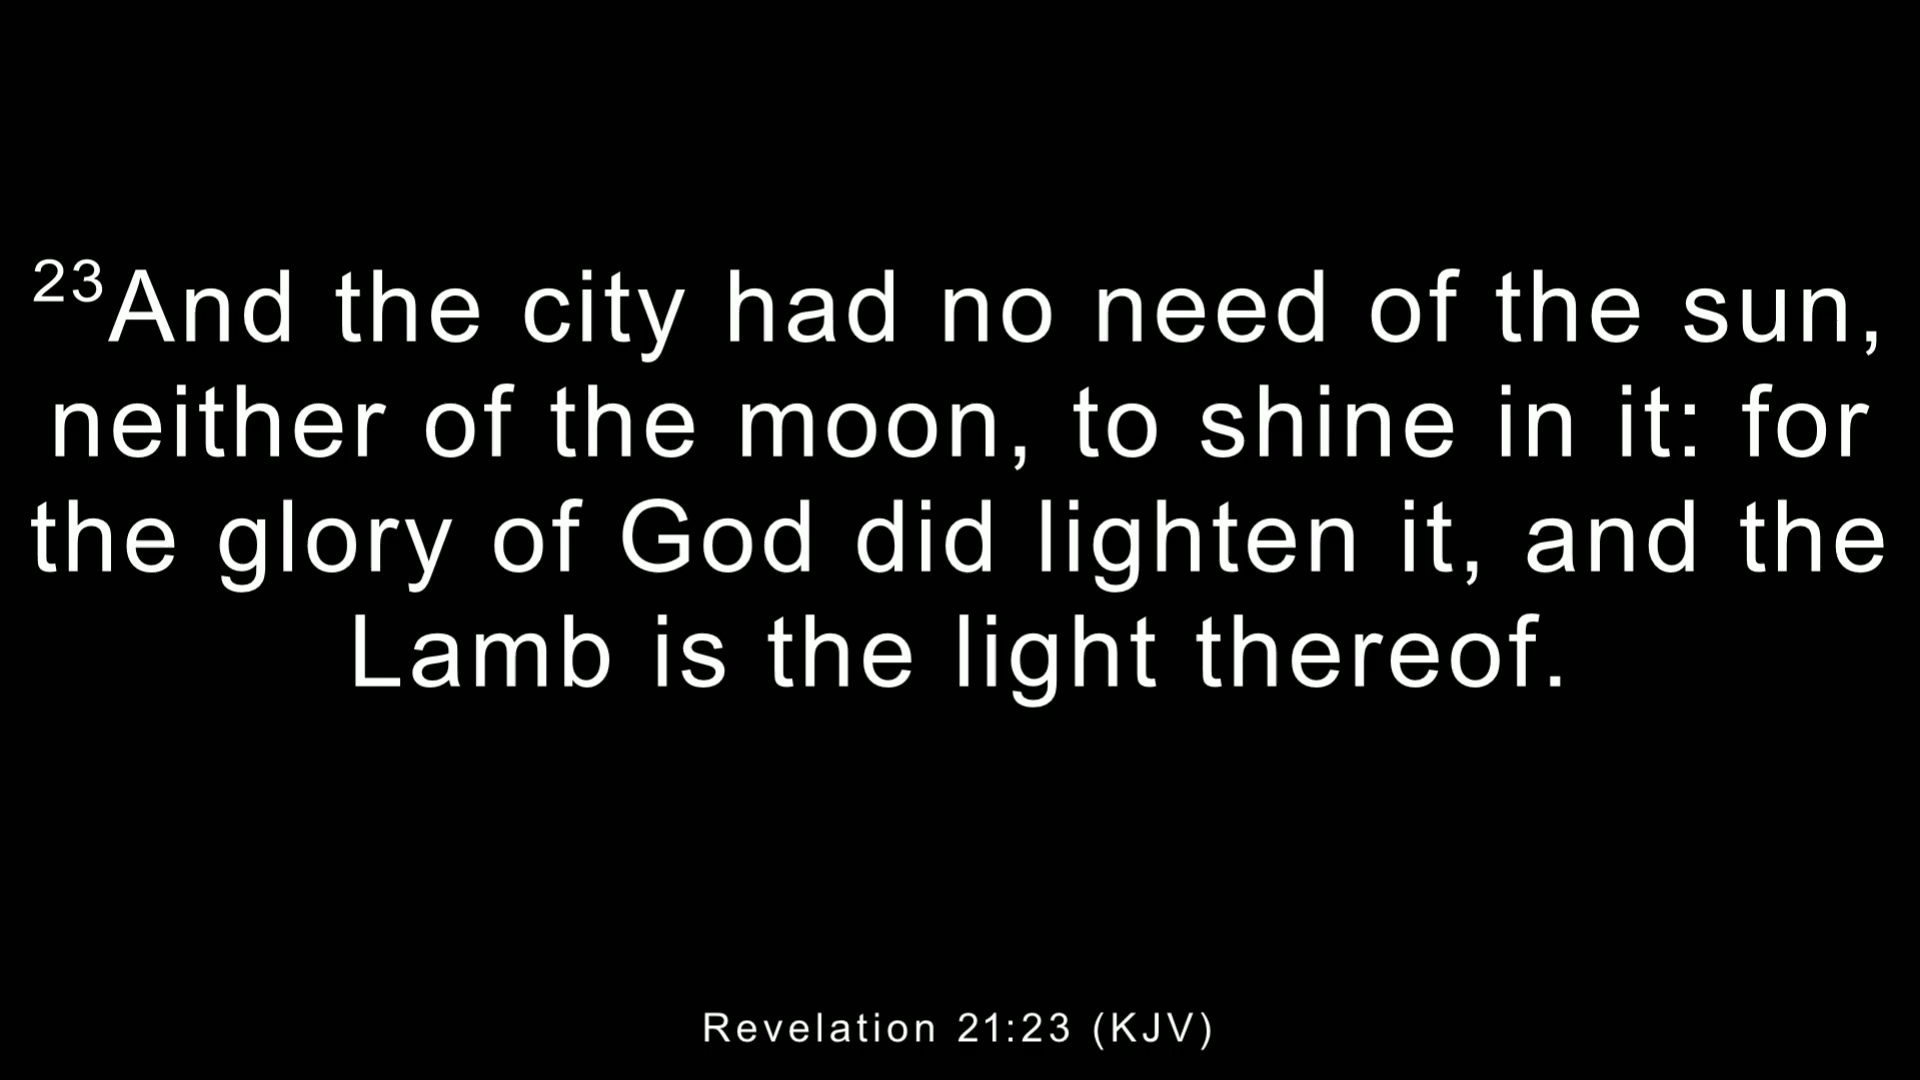 ²³And the city had no need of the sun,
neither of the moon, to shine in it: for
the glory of God did lighten it, and the
Lamb is the light thereof.
Revelation 21:23 (KJV)